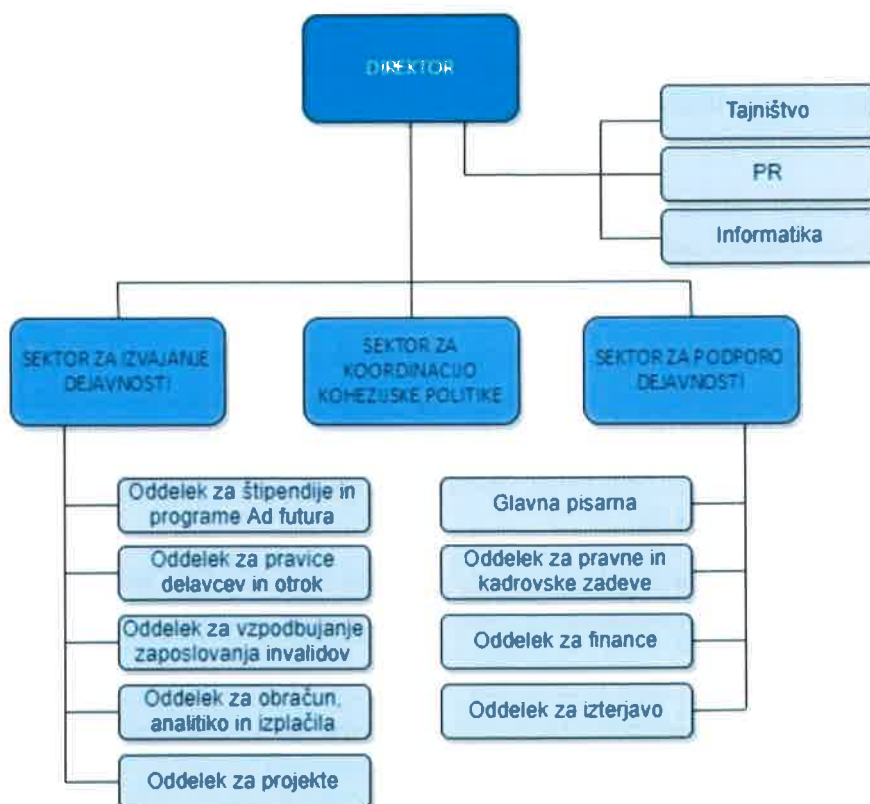 DIREKTOR
Tajništvo
PR
Informatika
SEKTOR ZA IZVAJANJE
DEJAVNOSTI
SEKTOR ZA
KOORDINACIJO
KOHEZIJSKE POLITIKE
SEKTOR ZA PODPORO
DEJAVNOSTI
Oddelek za štipendije in
programe Ad futura
Oddelek za pravice
delavcev in otrok
Oddelek za vzpodbujanje
zaposlovanja invalidov
Oddelek za obračun,
analitiko in izplačila
Oddelek za projekte
Glavna pisarna
Oddelek za pravne in
kadrovske zadeve
Oddelek za finance
Oddelek za izterjavo